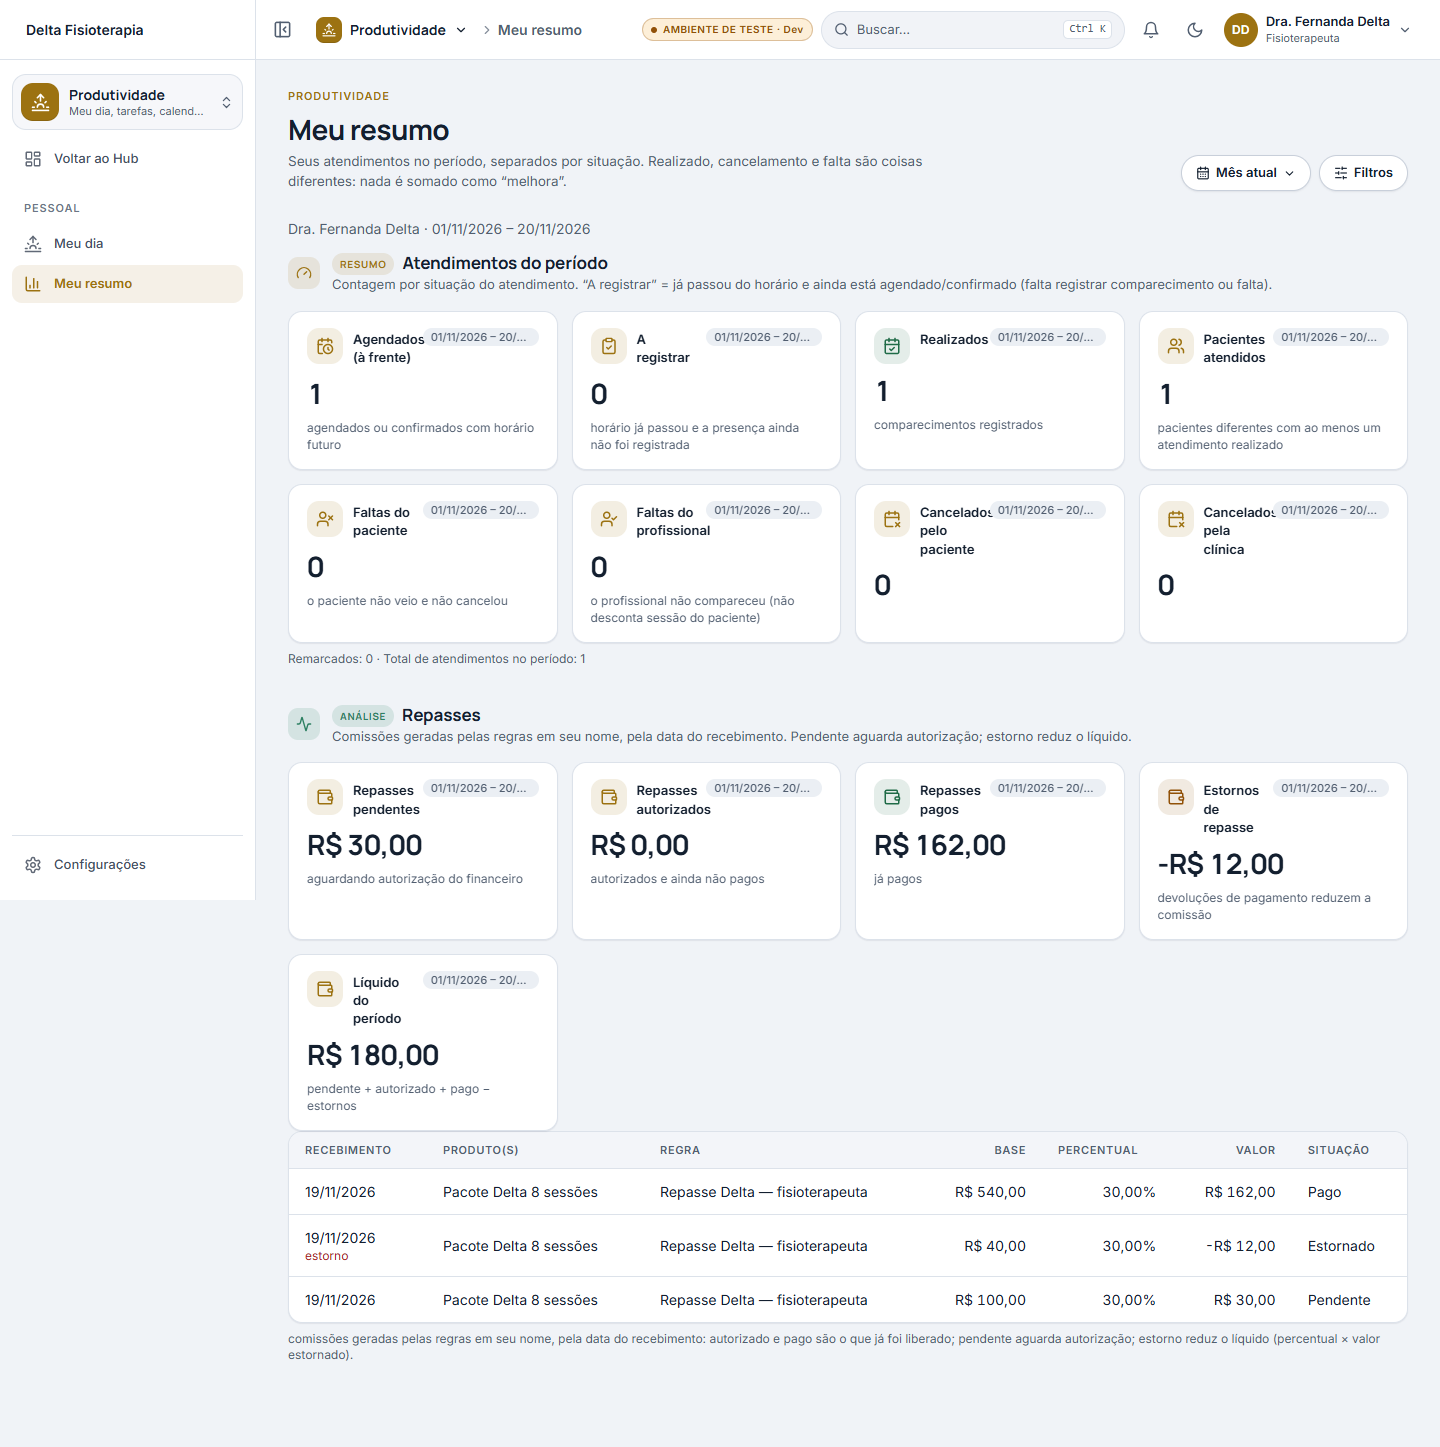 Delta Fisioterapia
Produtividade
Meu resumo
AMBIENTE DE TESTE · Dev
Buscar...
Ctrl K
DD
Dra. Fernanda Delta
Fisioterapeuta
Produtividade
Meu dia, tarefas, calend...
Voltar ao Hub
PESSOAL
Meu dia
Meu resumo
Configurações
PRODUTIVIDADE
Meu resumo
Seus atendimentos no período, separados por situação. Realizado, cancelamento e falta são coisas
diferentes: nada é somado como “melhora”.
Mês atual
Filtros
Dra. Fernanda Delta · 01/11/2026 – 20/11/2026
RESUMO
Atendimentos do período
Contagem por situação do atendimento. “A registrar” = já passou do horário e ainda está agendado/confirmado (falta registrar comparecimento ou falta).
Agendados
(à frente)
01/11/2026 – 20/...
1
agendados ou confirmados com horário
futuro
A
registrar
01/11/2026 – 20/...
0
horário já passou e a presença ainda
não foi registrada
Realizados
01/11/2026 – 20/...
1
comparecimentos registrados
Pacientes
atendidos
01/11/2026 – 20/...
1
pacientes diferentes com ao menos um
atendimento realizado
Faltas do
paciente
01/11/2026 – 20/...
0
o paciente não veio e não cancelou
Faltas do
profissional
01/11/2026 – 20/...
0
o profissional não compareceu (não
desconta sessão do paciente)
Cancelados
pelo
paciente
01/11/2026 – 20/...
0
Cancelados
pela
clínica
01/11/2026 – 20/...
0
Remarcados: 0 · Total de atendimentos no período: 1
ANÁLISE
Repasses
Comissões geradas pelas regras em seu nome, pela data do recebimento. Pendente aguarda autorização; estorno reduz o líquido.
Repasses
pendentes
01/11/2026 – 20/...
R$ 30,00
aguardando autorização do financeiro
Repasses
autorizados
01/11/2026 – 20/...
R$ 0,00
autorizados e ainda não pagos
Repasses
pagos
01/11/2026 – 20/...
R$ 162,00
já pagos
Estornos
de
repasse
01/11/2026 – 20/...
-R$ 12,00
devoluções de pagamento reduzem a
comissão
Líquido
do
período
01/11/2026 – 20/...
R$ 180,00
pendente + autorizado + pago −
estornos
RECEBIMENTO PRODUTO(S) REGRA BASE PERCENTUAL VALOR SITUAÇÃO
19/11/2026 Pacote Delta 8 sessões Repasse Delta — fisioterapeuta R$ 540,00 30,00% R$ 162,00 Pago
19/11/2026 Pacote Delta 8 sessões Repasse Delta — fisioterapeuta R$ 40,00 30,00% -R$ 12,00 Estornado
estorno
19/11/2026 Pacote Delta 8 sessões Repasse Delta — fisioterapeuta R$ 100,00 30,00% R$ 30,00 Pendente
comissões geradas pelas regras em seu nome, pela data do recebimento: autorizado e pago são o que já foi liberado; pendente aguarda autorização; estorno reduz o líquido (percentual × valor
estornado).